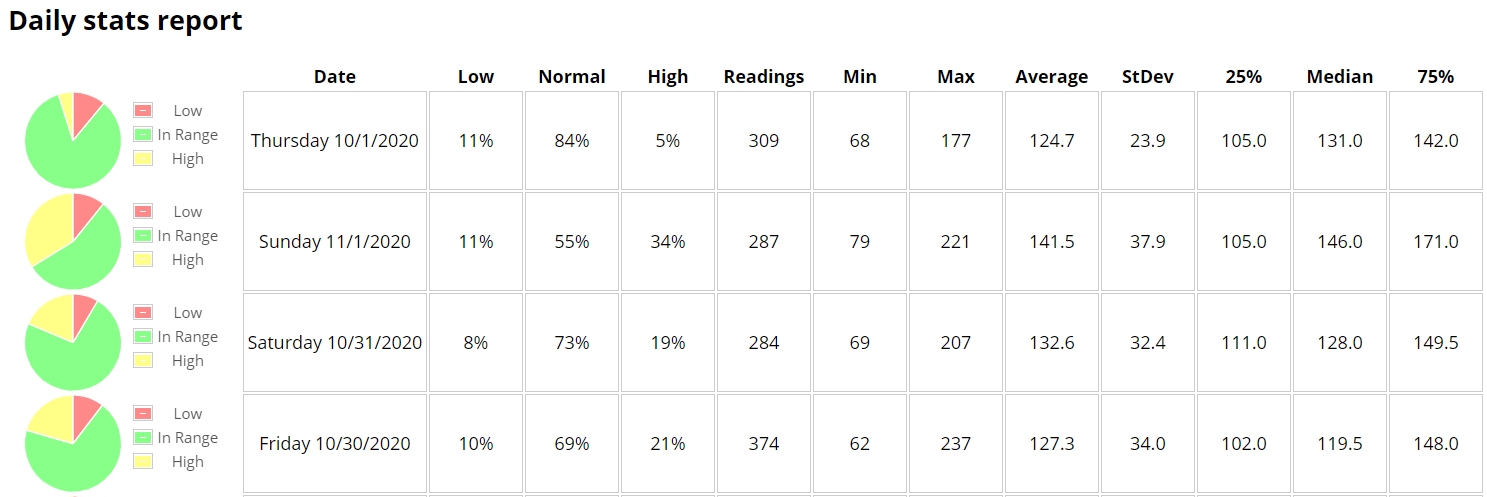 Daily stats report
Date Low Normal High Readings Min Max Average StDev 25% Median 75%
Low
In Range
High
Thursday 10/1/2020 11% 84% 5% 309 68 177 124.7 23.9 105.0 131.0 142.0
Low
In Range
High
Sunday 11/1/2020 11% 55% 34% 287 79 221 141.5 37.9 105.0 146.0 171.0
Low
In Range
High
Saturday 10/31/2020 8% 73% 19% 284 69 207 132.6 32.4 111.0 128.0 149.5
Low
In Range
High
Friday 10/30/2020 10% 69% 21% 374 62 237 127.3 34.0 102.0 119.5 148.0